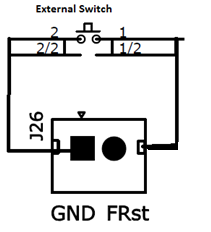 External Switch
2 1
2/2 1/2
J26
GND FRst